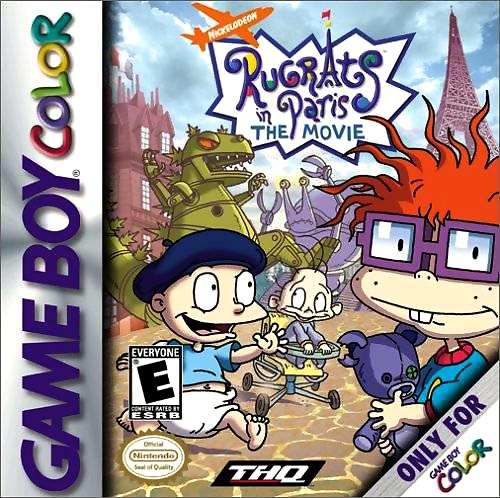 GAME BOY COLOR
NICKELODEON
RUGRATS
in
PARIS
THE MOVIE
EVERYONE
E
CONTENT RATED BY
ESRB
Official
Nintendo
Seal of Quality
THQ
ONLY FOR
GAME BOY
COLOR